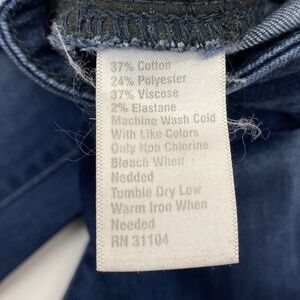 37% Cotton
24% Polyester
37% Viscose
2% Elastane
Machine Wash Cold
With Like Colors
Only Non Chlorine
Bleach When
Nedded
Tumble Dry Low
Warm Iron When
Needed
RN 31104